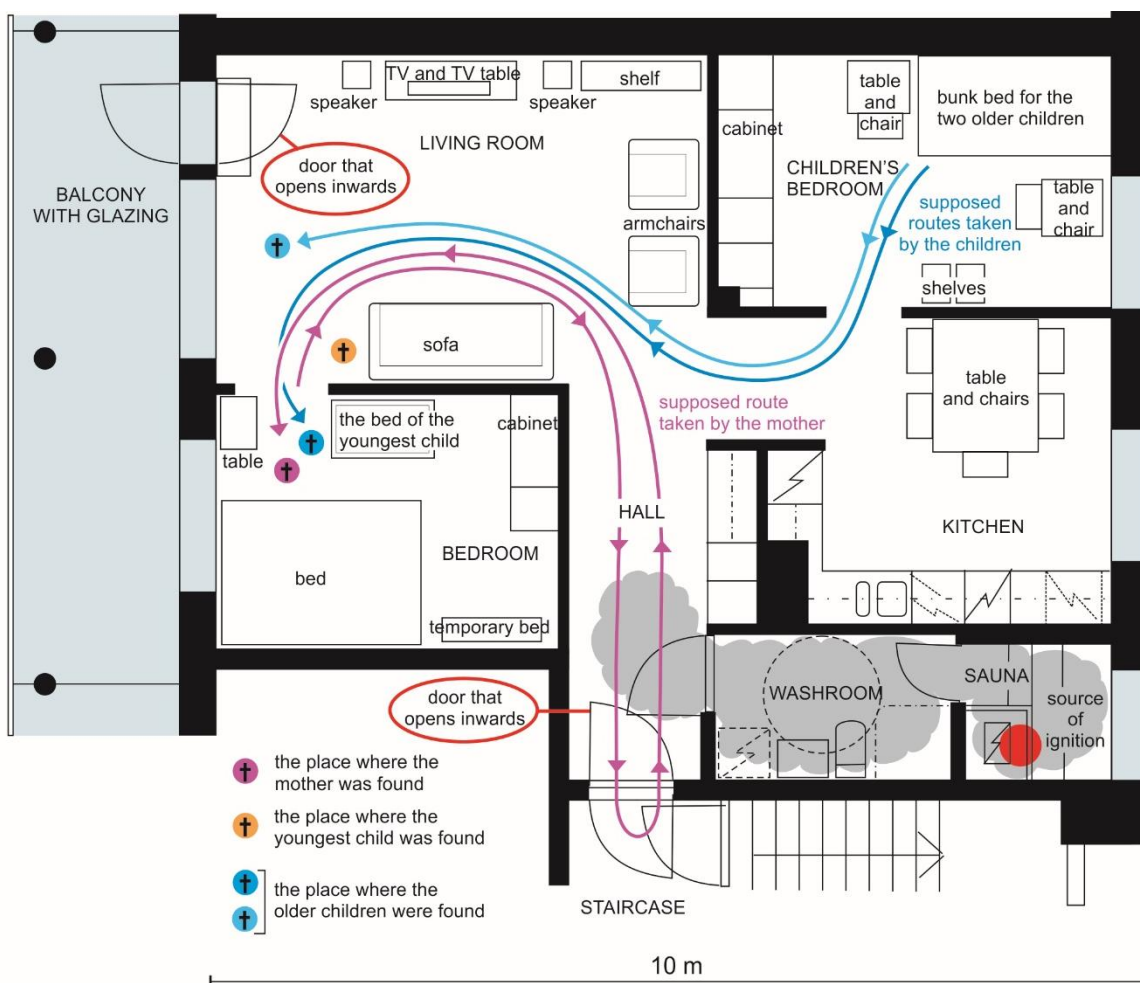 TV and TV table
speaker
speaker
shelf
LIVING ROOM
door that
opens inwards
BALCONY
WITH GLAZING
armchairs
cabinet
table
and
chair
bunk bed for the
two older children
CHILDREN'S
BEDROOM
supposed
routes taken
by the children
table
and
chair
shelves
sofa
table
and chairs
supposed route
taken by the mother
the bed of the
youngest child
cabinet
table
HALL
KITCHEN
BEDROOM
bed
temporary bed
door that
opens inwards
WASHROOM
SAUNA
source
of
ignition
the place where the
mother was found
the place where the
youngest child was found
the place where the
older children were found
STAIRCASE
10 m